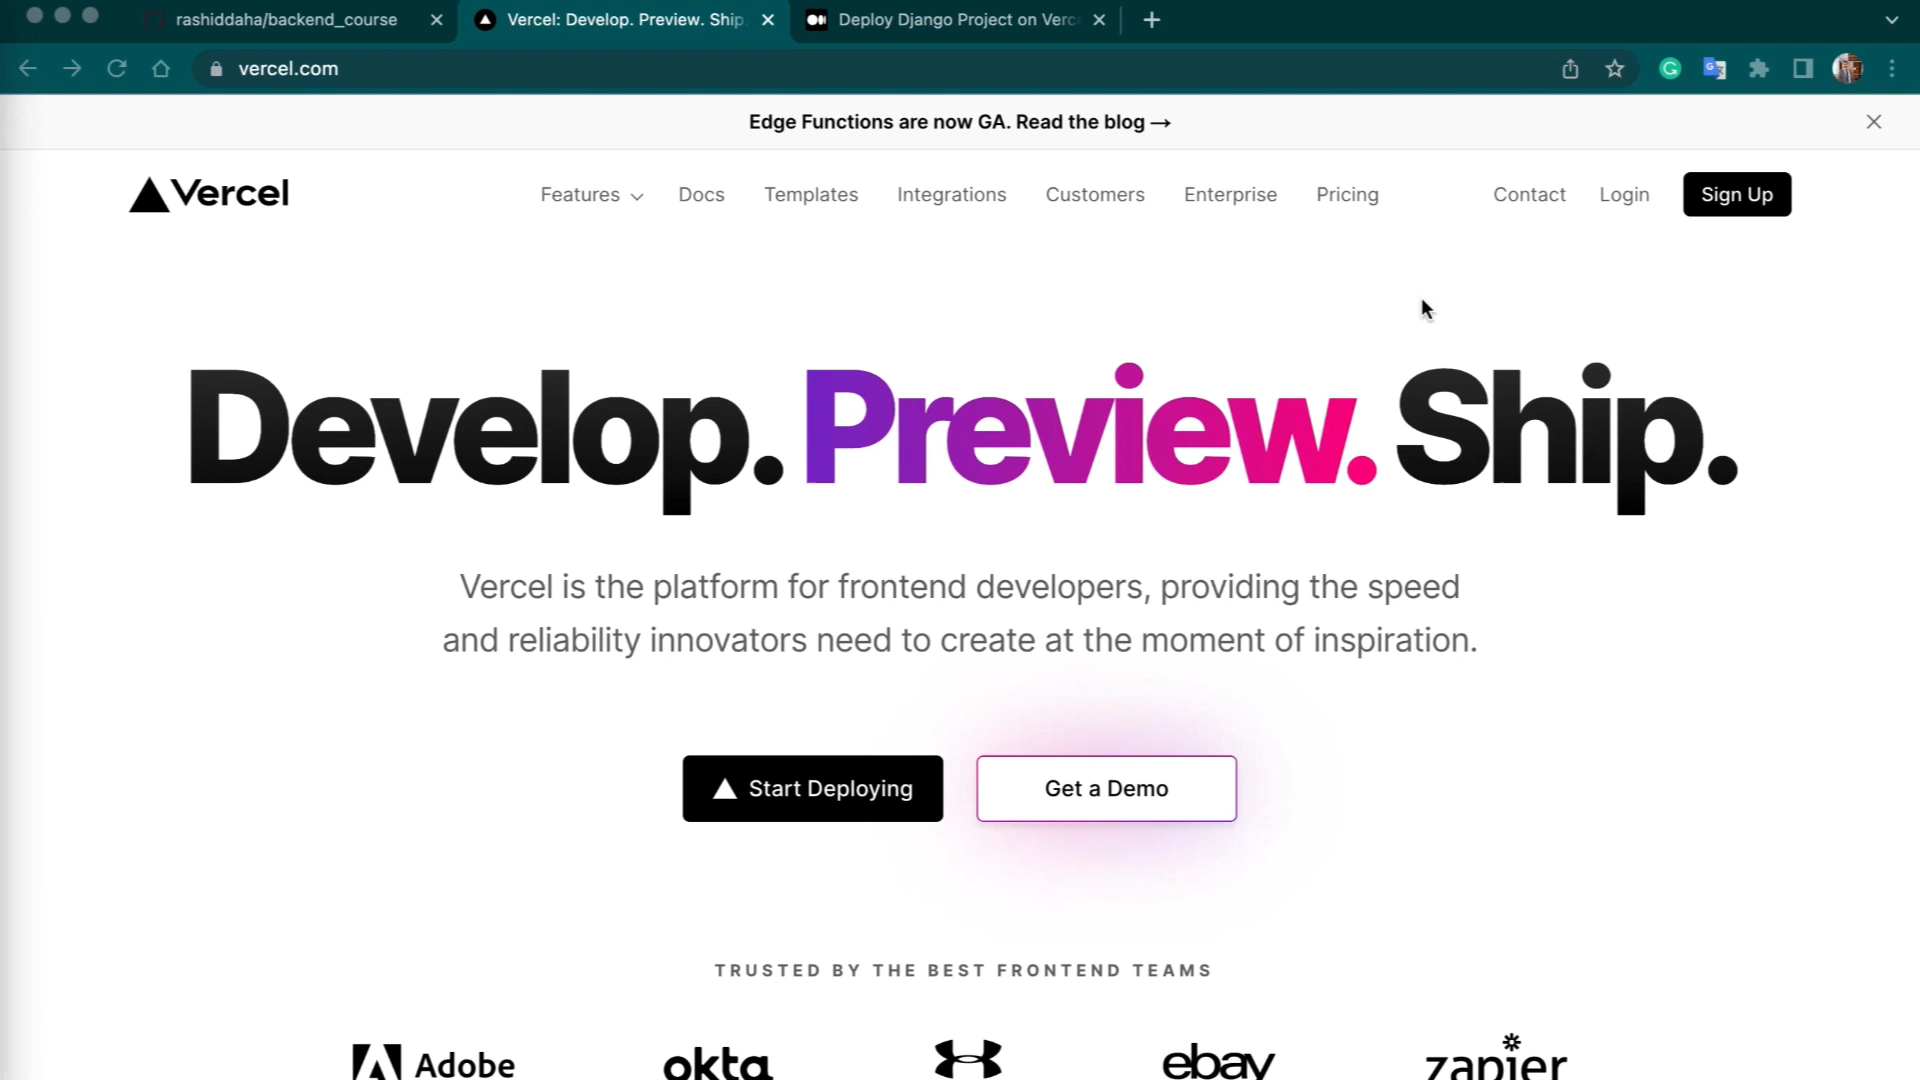 rashiddaha/backend_course
Vercel: Develop. Preview. Ship.
Deploy Django Project on Verc
vercel.com
Edge Functions are now GA. Read the blog →
Vercel
Features Docs Templates Integrations Customers Enterprise Pricing Contact Login Sign Up
Develop. Preview. Ship.
Vercel is the platform for frontend developers, providing the speed
and reliability innovators need to create at the moment of inspiration.
Start Deploying Get a Demo
TRUSTED BY THE BEST FRONTEND TEAMS
Adobe okta ebay zapier